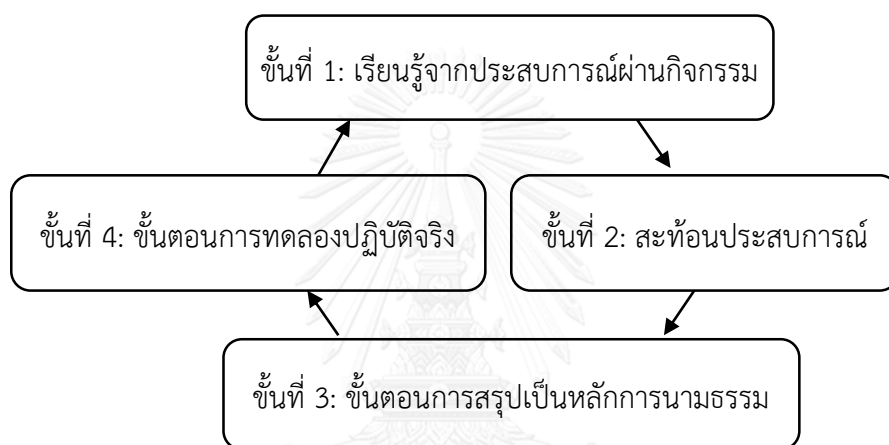 ขั้นที่ 1: เรียนรู้จากประสบการณ์ผ่านกิจกรรม
ขั้นที่ 2: สะท้อนประสบการณ์
ขั้นที่ 3: ขั้นตอนการสรุปเป็นหลักการนามธรรม
ขั้นที่ 4: ขั้นตอนการทดลองปฏิบัติจริง